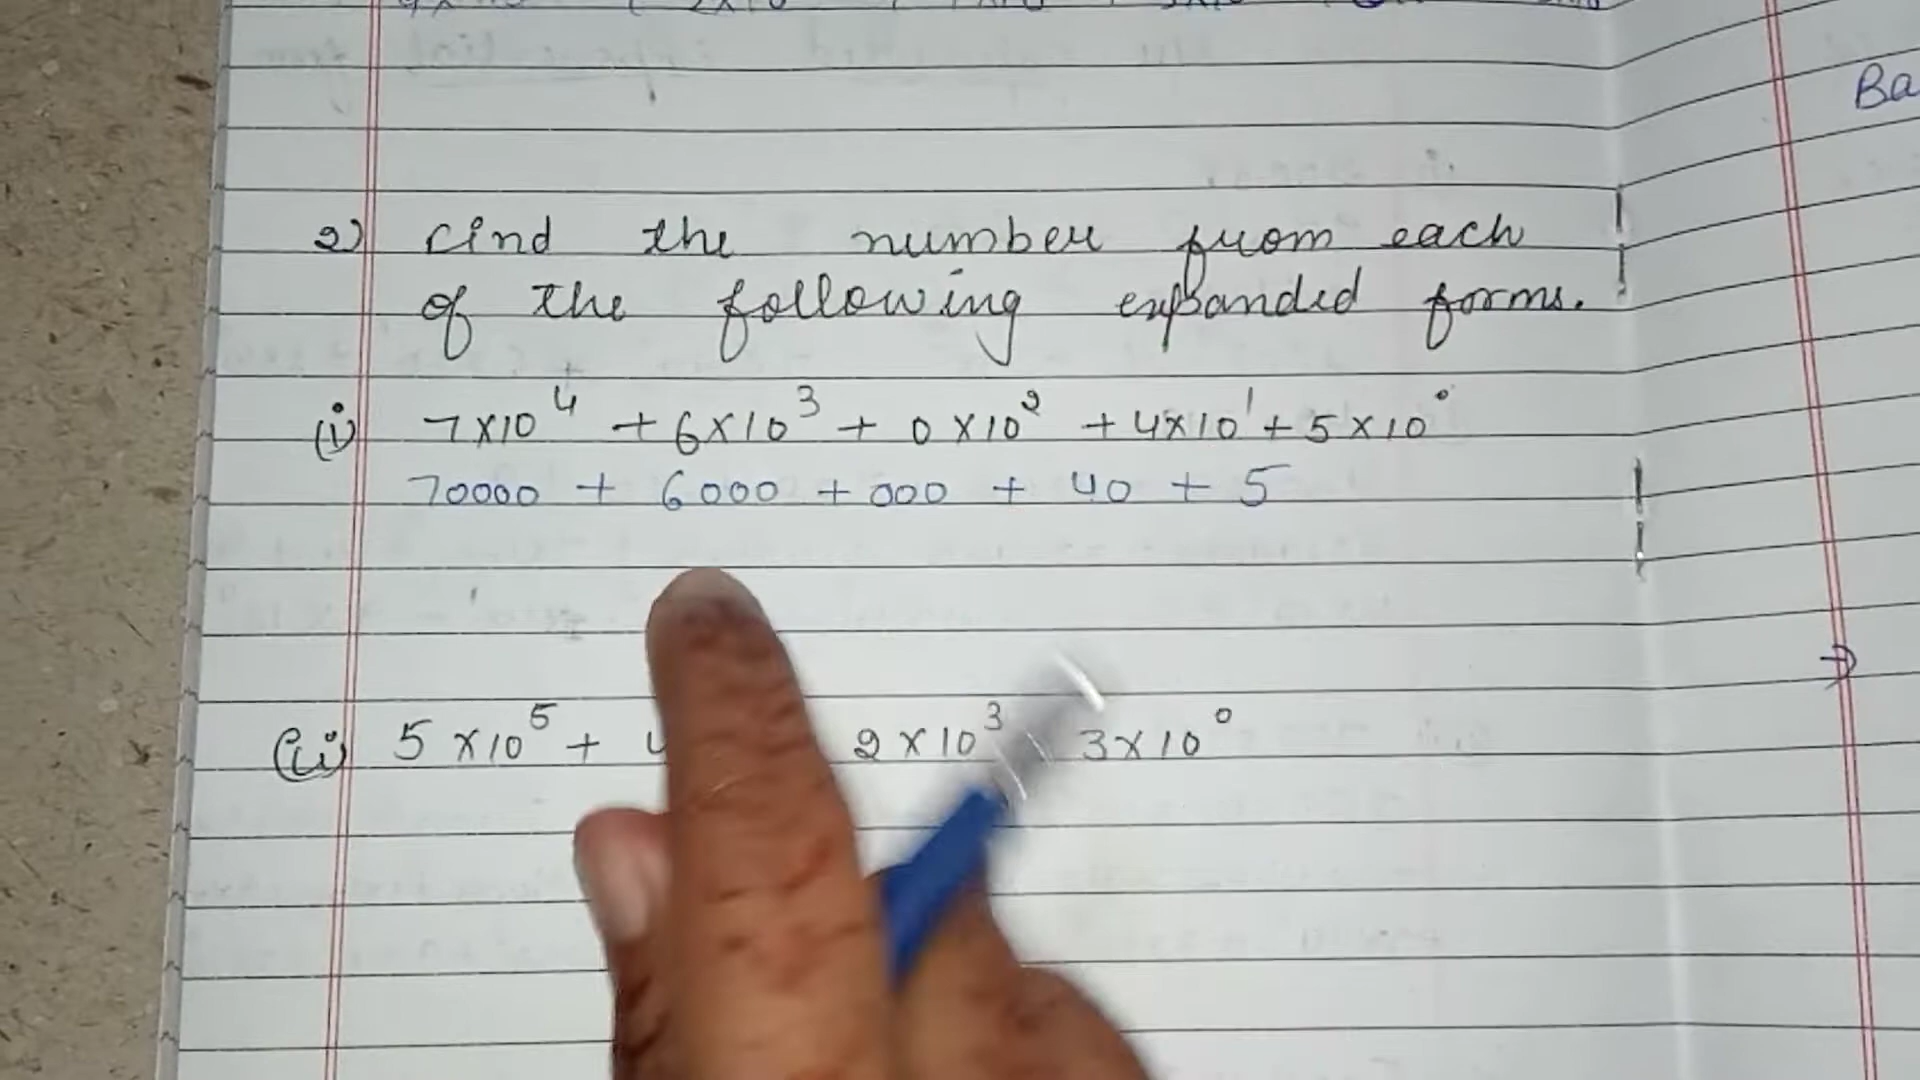 2) Find the number from each
of the following expanded forms.
(i) 7×10⁴ + 6×10³ + 0×10² + 4×10¹ + 5×10⁰
70000 + 6000 + 000 + 40 + 5
(ii) 5×10⁵ + 4 2×10³ 3×10⁰
Ba
→